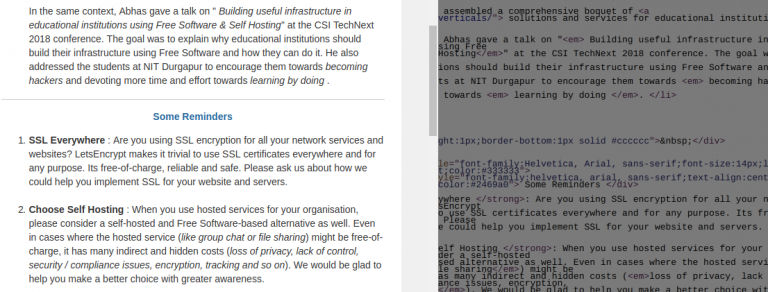 In the same context, Abhas gave a talk on " Building useful infrastructure in
educational institutions using Free Software & Self Hosting" at the CSI TechNext
2018 conference. The goal was to explain why educational institutions should
build their infrastructure using Free Software and how they can do it. He also
addressed the students at NIT Durgapur to encourage them towards becoming
hackers and devoting more time and effort towards learning by doing .
Some Reminders
1. SSL Everywhere : Are you using SSL encryption for all your network services and
websites? LetsEncrypt makes it trivial to use SSL certificates everywhere and for
any purpose. Its free-of-charge, reliable and safe. Please ask us about how we
could help you implement SSL for your website and servers.
2. Choose Self Hosting : When you use hosted services for your organisation,
please consider a self-hosted and Free Software-based alternative as well. Even
in cases where the hosted service (like group chat or file sharing) might be free-of-
charge, it has many indirect and hidden costs (loss of privacy, lack of control,
security / compliance issues, encryption, tracking and so on). We would be glad to
help you make a better choice with greater awareness.
assembled a comprehensive boquet of <a
verticals/"> solutions and services for educational instituti
Abhas gave a talk on "<em> Building useful infrastructure in
sing Free
Hosting</em>" at the CSI TechNext 2018 conference. The goal w
ions should build their infrastructure using Free Software an
ts at NIT Durgapur to encourage them towards <em> becoming ha
towards <em> learning by doing </em>. </li>
ght:1px;border-bottom:1px solid #cccccc">&nbsp;</div>
le="font-family:Helvetica, Arial, sans-serif;font-size:14px;l
t;color:#333333">
yle="font-family:helvetica, arial, sans-serif;text-align:cent
color:#2469a0"> Some Reminders </div>
ywhere </strong>: Are you using SSL encryption for all your n
sEncrypt
o use SSL certificates everywhere and for any purpose. Its fr
Please
e could help you implement SSL for your website and servers.
elf Hosting </strong>: When you use hosted services for your
der a self-hosted
sed alternative as well. Even in cases where the hosted servi
le sharing</em>) might be
as many indirect and hidden costs (<em>loss of privacy, lack
ance issues, encryption,
</em>). We would be glad to help you make a better choice wit